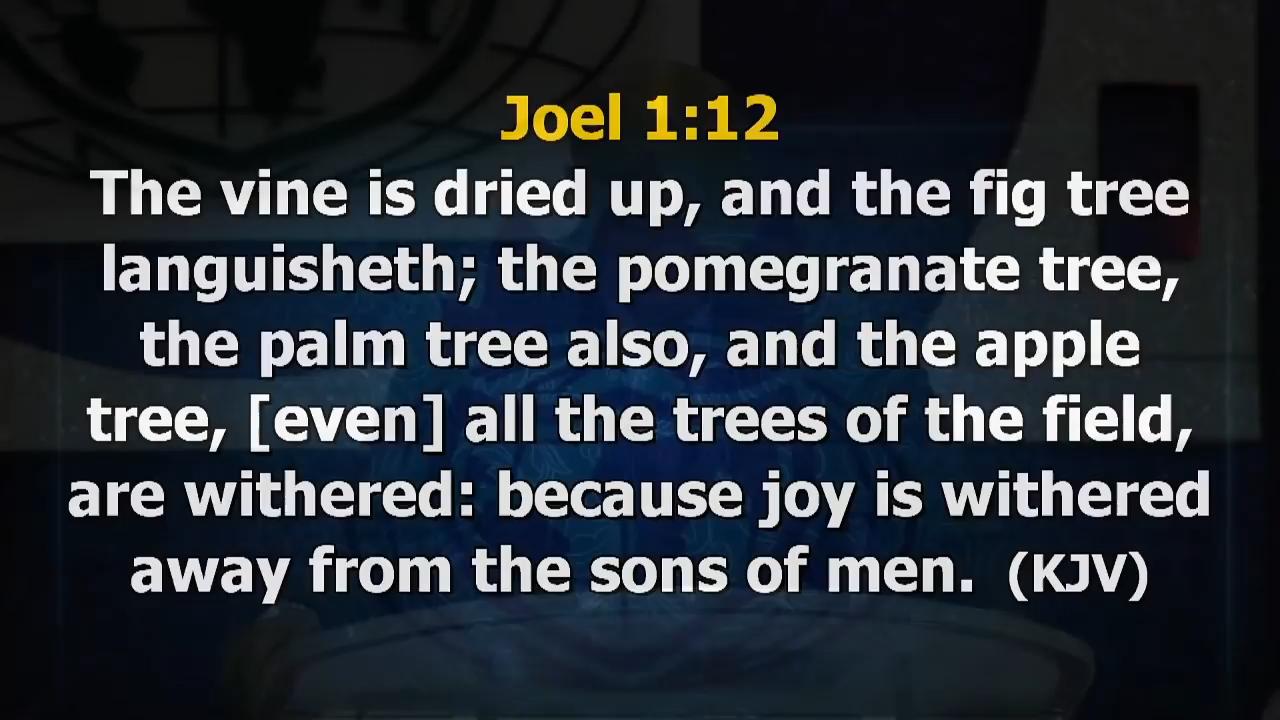 Joel 1:12
The vine is dried up, and the fig tree
languisheth; the pomegranate tree,
the palm tree also, and the apple
tree, [even] all the trees of the field,
are withered: because joy is withered
away from the sons of men. (KJV)